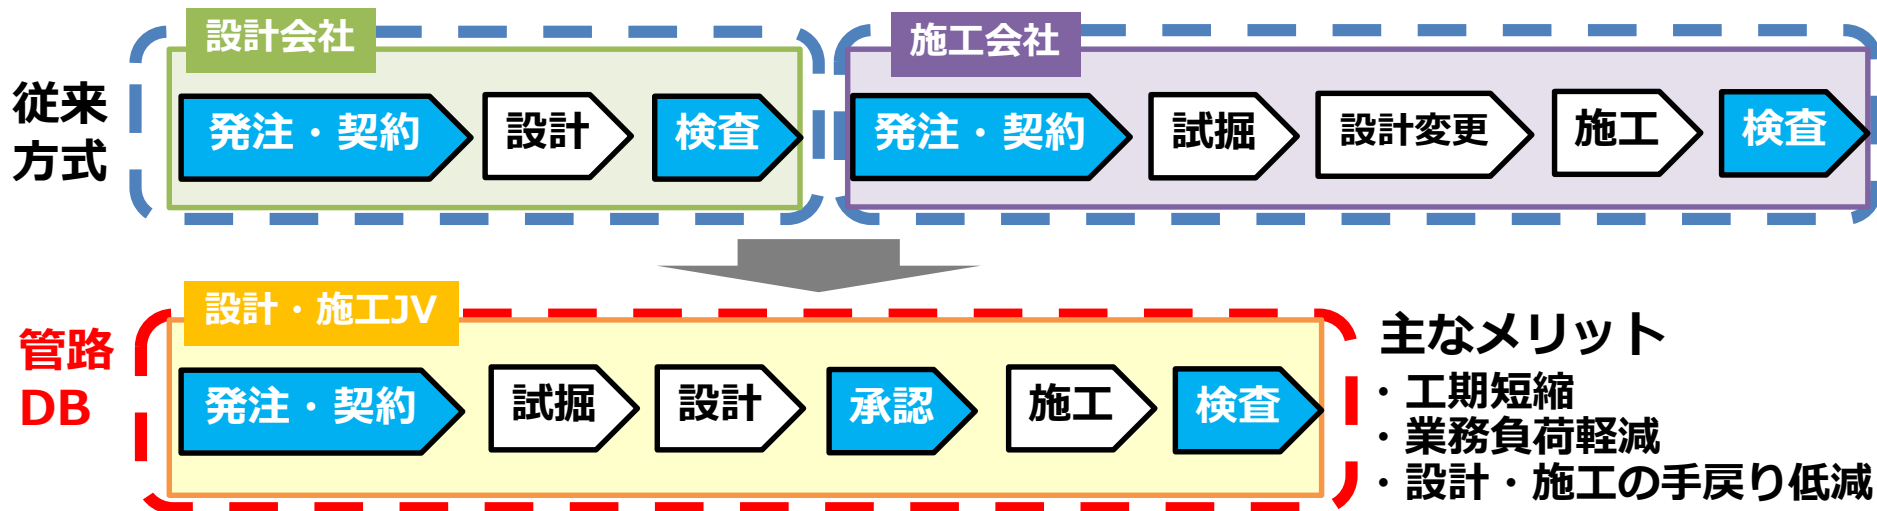 設計会社
施工会社
従来
方式
発注・契約
設計
検査
発注・契約
試掘
設計変更
施工
検査
設計・施工JV
管路
DB
発注・契約
試掘
設計
承認
施工
検査
主なメリット
・工期短縮
・業務負荷軽減
・設計・施工の手戻り低減